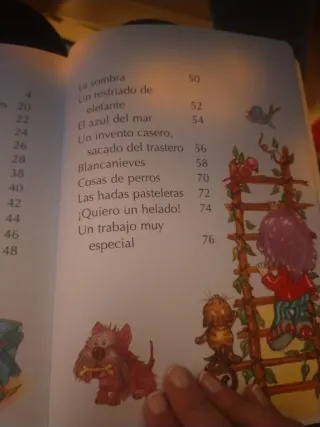 4
20
22
24
26
28
38
40
42
44
46
48
La sombra 50
Un resfriado de
elefante 52
El azul del mar 54
Un invento casero,
sacado del trastero 56
Blancanieves 58
Cosas de perros 70
Las hadas pasteleras 72
¡Quiero un helado! 74
Un trabajo muy
especial 76